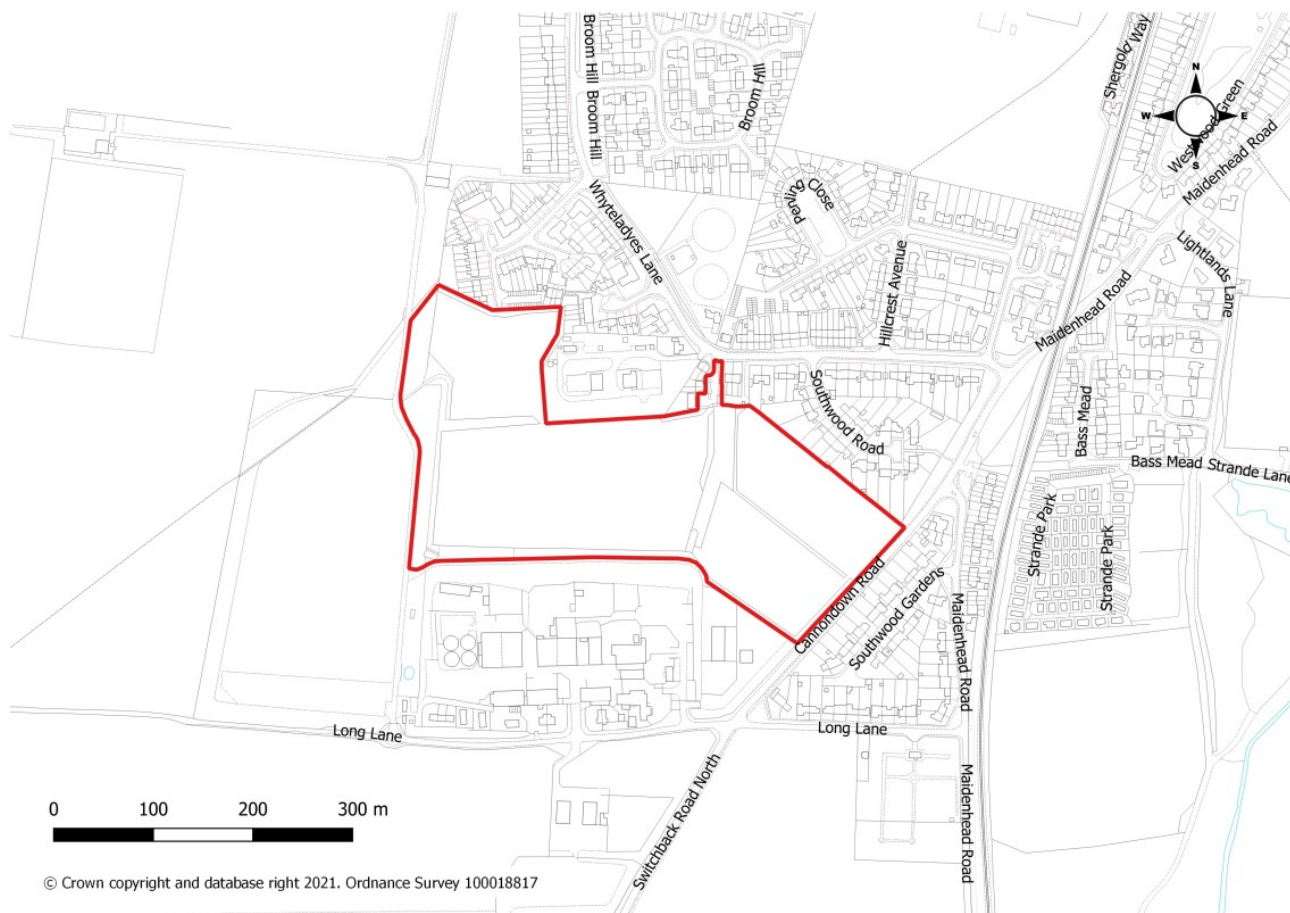 Broom Hill
Broom Hill
Broom Hill
Shergold Way
N
W
E
S
Westwood Green
Maidenhead Road
Whyteladyes Lane
Penling Close
Hillcrest Avenue
Lightlands Lane
Maidenhead Road
Southwood Road
Bass Mead
Bass Mead
Strande Lane
Strande Park
Strande Park
Cannondown Road
Southwood Gardens
Maidenhead Road
Long Lane
Long Lane
Switchback Road North
Maidenhead Road
0 100 200 300 m
© Crown copyright and database right 2021. Ordnance Survey 100018817